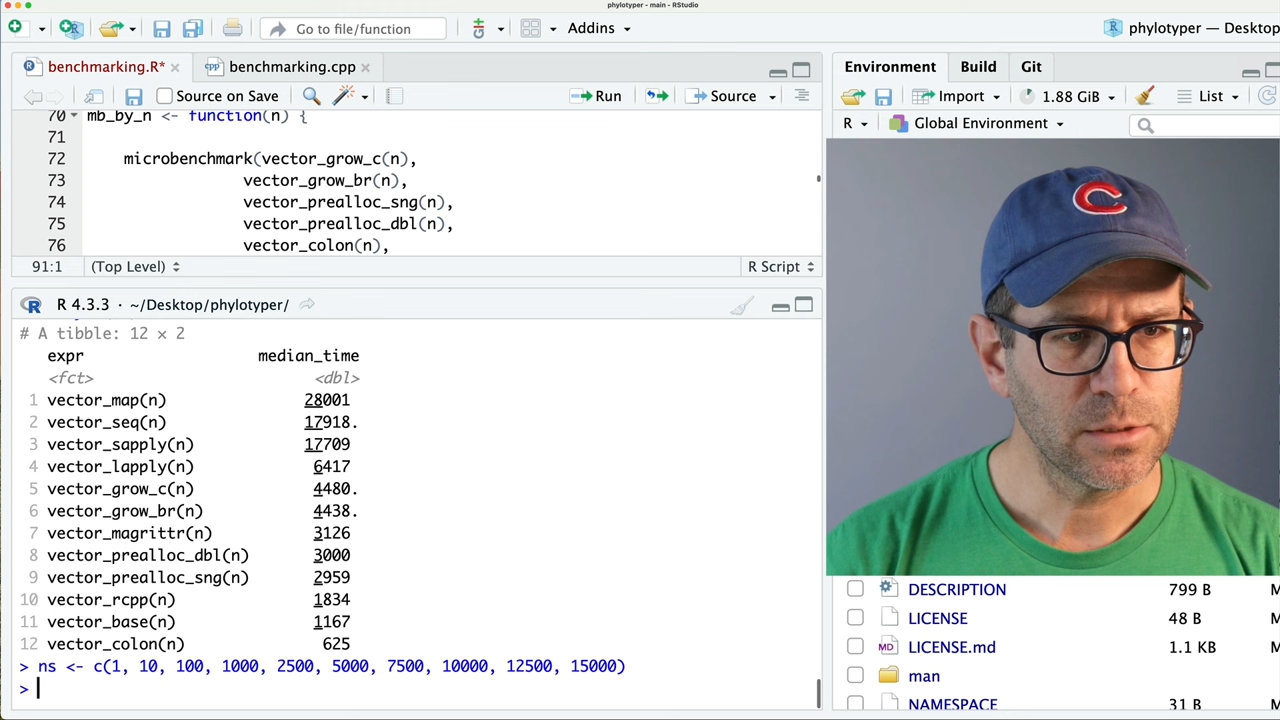 phylotyper - main - RStudio
Go to file/function
Addins
phylotyper — Desktop
benchmarking.R*
benchmarking.cpp
Environment
Build
Git
Source on Save
Run
Source
Import
1.88 GiB
List
R
Global Environment
70 mb_by_n <- function(n) {
71
72 microbenchmark(vector_grow_c(n),
73 vector_grow_br(n),
74 vector_prealloc_sng(n),
75 vector_prealloc_dbl(n),
76 vector_colon(n),
91:1 (Top Level) R Script
R 4.3.3 · ~/Desktop/phylotyper/
# A tibble: 12 × 2
expr median_time
<fct> <dbl>
1 vector_map(n) 28001
2 vector_seq(n) 17918.
3 vector_sapply(n) 17709
4 vector_lapply(n) 6417
5 vector_grow_c(n) 4480.
6 vector_grow_br(n) 4438.
7 vector_magrittr(n) 3126
8 vector_prealloc_dbl(n) 3000
9 vector_prealloc_sng(n) 2959
10 vector_rcpp(n) 1834
11 vector_base(n) 1167
12 vector_colon(n) 625
> ns <- c(1, 10, 100, 1000, 2500, 5000, 7500, 10000, 12500, 15000)
>
C
DESCRIPTION 799 B
LICENSE 48 B
LICENSE.md 1.1 KB
man
NAMESPACE 31 B